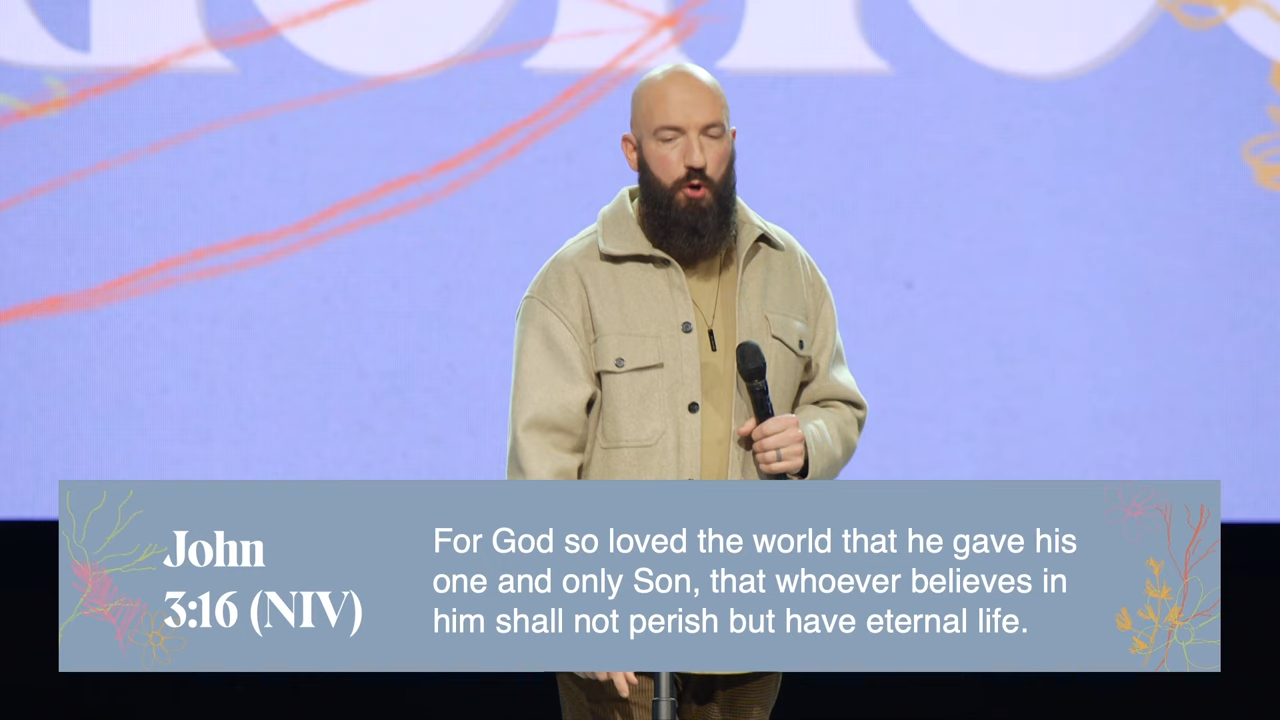 John
3:16 (NIV)
For God so loved the world that he gave his
one and only Son, that whoever believes in
him shall not perish but have eternal life.